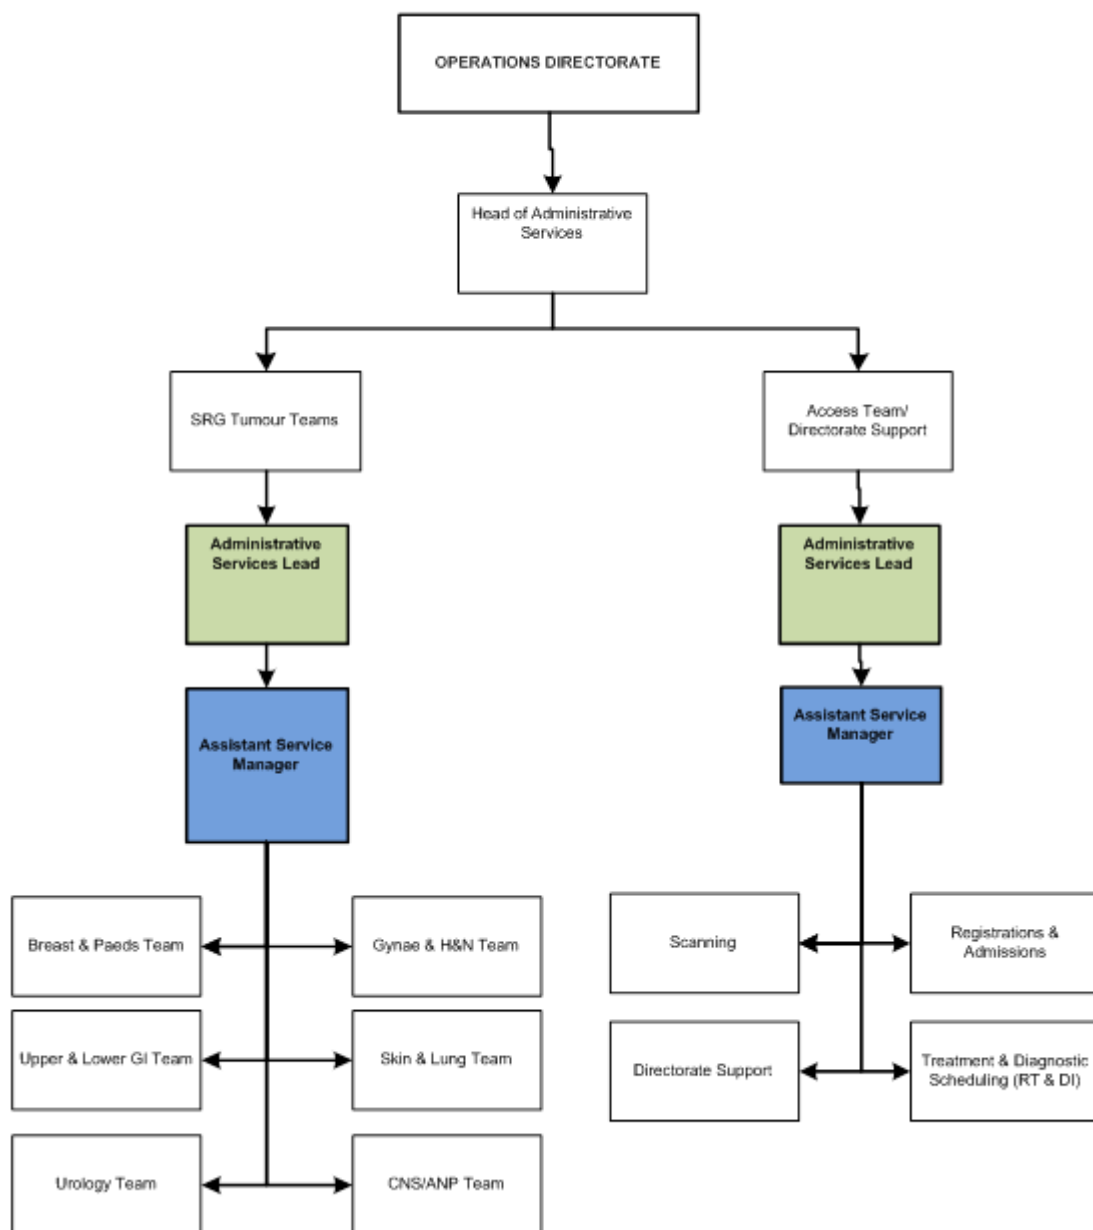 OPERATIONS DIRECTORATE
Head of Administrative
Services
SRG Tumour Teams
Access Team/
Directorate Support
Administrative
Services Lead
Administrative
Services Lead
Assistant Service
Manager
Assistant Service
Manager
Breast & Paeds Team
Gynae & H&N Team
Scanning
Registrations &
Admissions
Upper & Lower GI Team
Skin & Lung Team
Directorate Support
Treatment & Diagnostic
Scheduling (RT & DI)
Urology Team
CNS/ANP Team